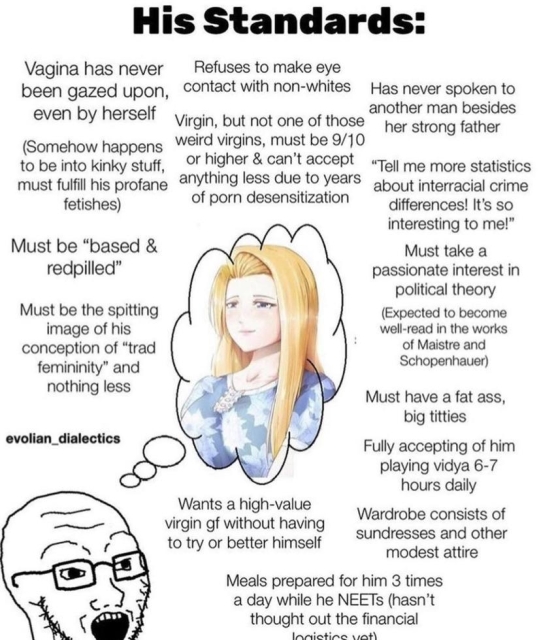 His Standards:
Vagina has never
been gazed upon,
even by herself
(Somehow happens
to be into kinky stuff,
must fulfill his profane
fetishes)
Must be “based &
redpilled”
Must be the spitting
image of his
conception of “trad
femininity” and
nothing less
evolian_dialectics
Refuses to make eye
contact with non-whites
Virgin, but not one of those
weird virgins, must be 9/10
or higher & can't accept
anything less due to years
of porn desensitization
Has never spoken to
another man besides
her strong father
“Tell me more statistics
about interracial crime
differences! It's so
interesting to me!”
Must take a
passionate interest in
political theory
(Expected to become
well-read in the works
of Maistre and
Schopenhauer)
Must have a fat ass,
big titties
Fully accepting of him
playing vidya 6-7
hours daily
Wants a high-value
virgin gf without having
to try or better himself
Wardrobe consists of
sundresses and other
modest attire
Meals prepared for him 3 times
a day while he NEETs (hasn't
thought out the financial
logistics yet)